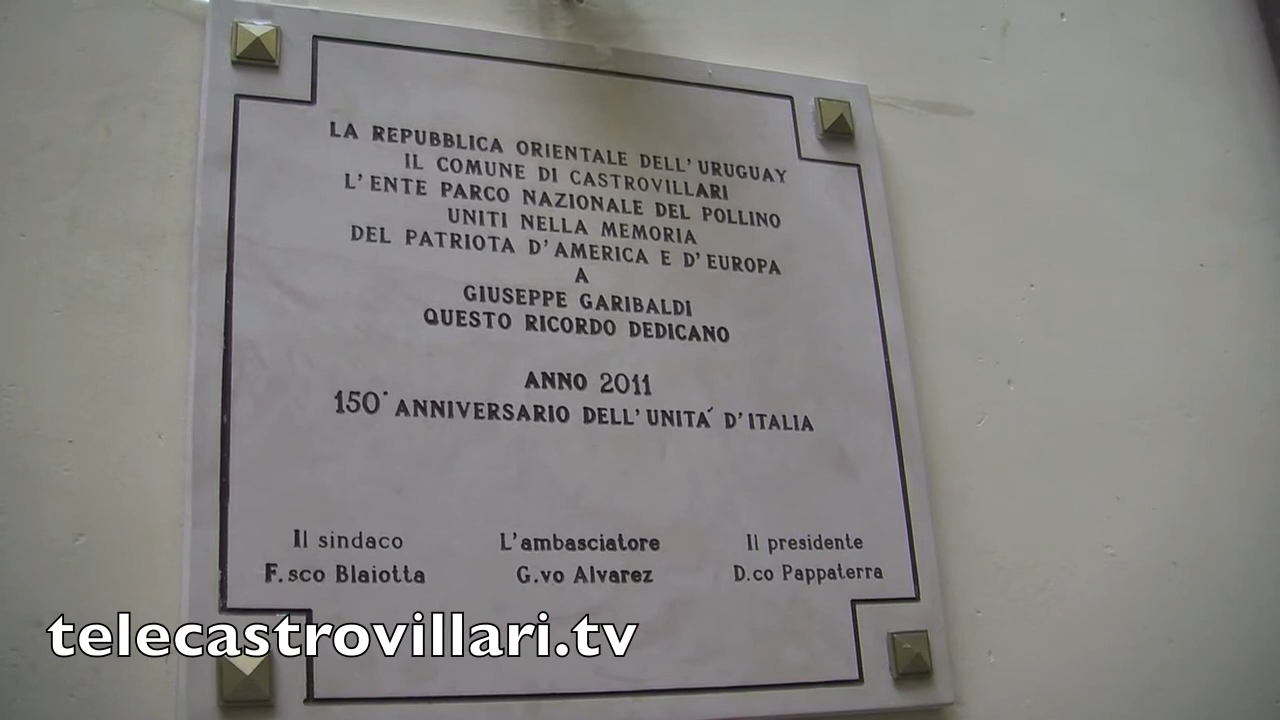 LA REPUBBLICA ORIENTALE DELL'URUGUAY
IL COMUNE DI CASTROVILLARI
L'ENTE PARCO NAZIONALE DEL POLLINO
UNITI NELLA MEMORIA
DEL PATRIOTA D'AMERICA E D'EUROPA
A
GIUSEPPE GARIBALDI
QUESTO RICORDO DEDICANO
ANNO 2011
150° ANNIVERSARIO DELL'UNITA' D'ITALIA
Il sindaco L'ambasciatore Il presidente
F.sco Blaiotta G.vo Alvarez D.co Pappaterra
telecastrovillari.tv